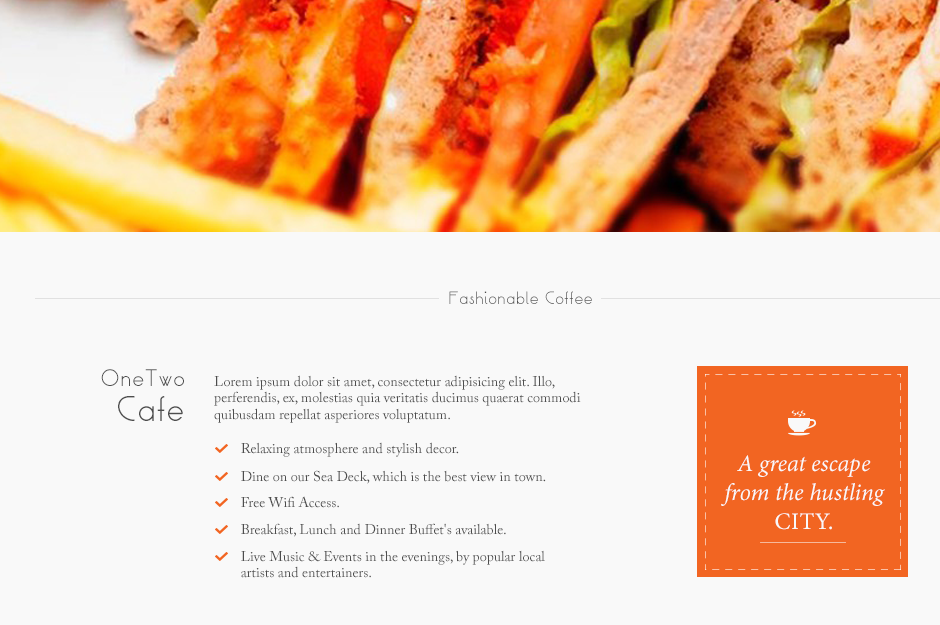 Fashionable Coffee
OneTwo
Cafe
Lorem ipsum dolor sit amet, consectetur adipisicing elit. Illo,
perferendis, ex, molestias quia veritatis ducimus quaerat commodi
quibusdam repellat asperiores voluptatum.
Relaxing atmosphere and stylish decor.
Dine on our Sea Deck, which is the best view in town.
Free Wifi Access.
Breakfast, Lunch and Dinner Buffet's available.
Live Music & Events in the evenings, by popular local
artists and entertainers.
A great escape
from the hustling
CITY.